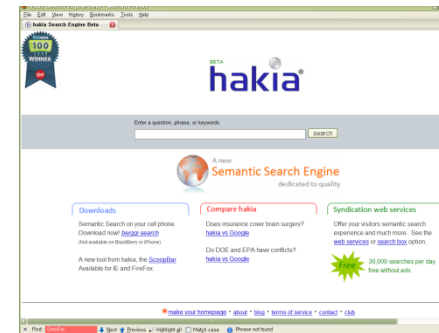 File Edit View History Bookmarks Tools Help
hakia Search Engine Beta
100
WINNER
BETA
hakia
Enter a question, phrase, or keywords
search
A new
Semantic Search Engine
dedicated to quality
Downloads
Semantic Search on your cell phone.
Download now! berggi search
(Not available on BlackBerry or iPhone)
A new tool from hakia, the ScoopBar
Available for IE and FireFox.
Compare hakia
Does insurance cover brain surgery?
hakia vs Google
Do DOE and EPA have conflicts?
hakia vs Google
Syndication web services
Offer your visitors semantic search
experience and much more. See the
web services or search box option
Free
30,000 searches per day
free without ads.
make your homepage • about • blog • terms of service • contact • club
Find:
Next Previous Highlight all Match case Phrase not found